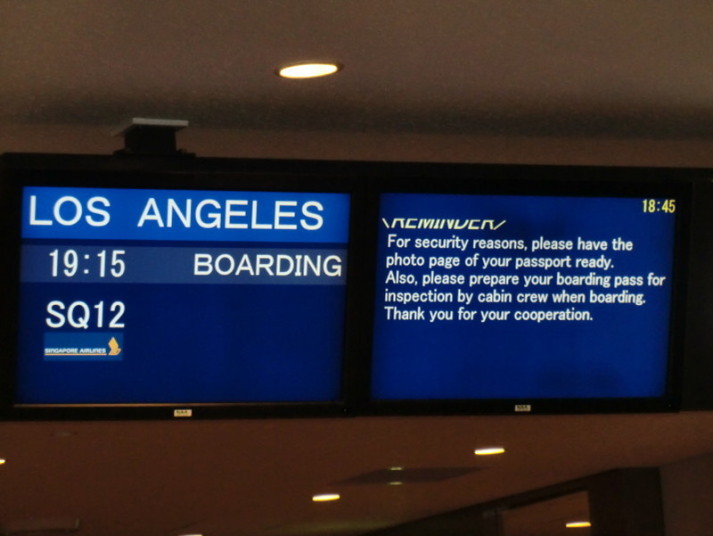 LOS ANGELES
19:15 BOARDING
SQ12
SINGAPORE AIRLINES
18:45
\REMINDER/
For security reasons, please have the
photo page of your passport ready.
Also, please prepare your boarding pass for
inspection by cabin crew when boarding.
Thank you for your cooperation.